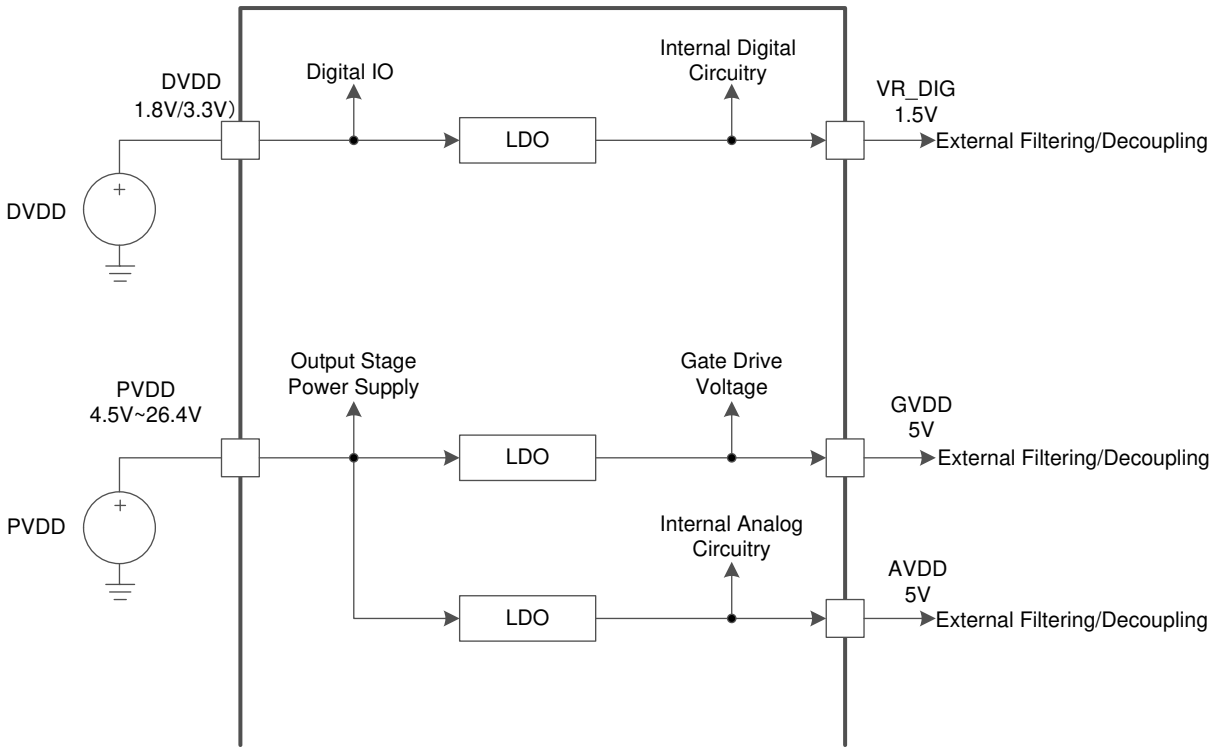 DVDD
1.8V/3.3V）
Digital IO
Internal Digital
Circuitry
VR_DIG
1.5V
LDO
External Filtering/Decoupling
+
DVDD
Output Stage
Power Supply
Gate Drive
Voltage
PVDD
4.5V~26.4V
GVDD
5V
LDO
External Filtering/Decoupling
+
PVDD
Internal Analog
Circuitry
AVDD
5V
LDO
External Filtering/Decoupling